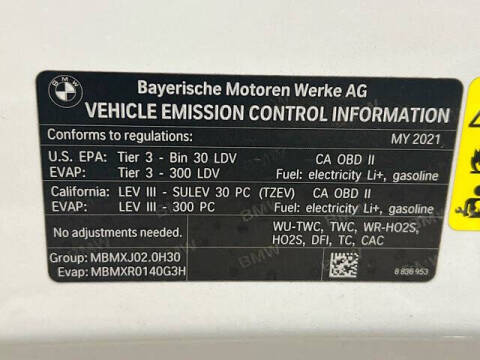 BMW
Bayerische Motoren Werke AG
VEHICLE EMISSION CONTROL INFORMATION
Conforms to regulations: MY 2021
U.S. EPA: Tier 3 - Bin 30 LDV CA OBD II
EVAP: Tier 3 - 300 LDV Fuel: electricity Li+, gasoline
California: LEV III - SULEV 30 PC (TZEV) CA OBD II
EVAP: LEV III - 300 PC Fuel: electricity Li+, gasoline
No adjustments needed. WU-TWC, TWC, WR-HO2S,
HO2S, DFI, TC, CAC
Group: MBMXJ02.0H30
Evap: MBMXR0140G3H
8 838 953